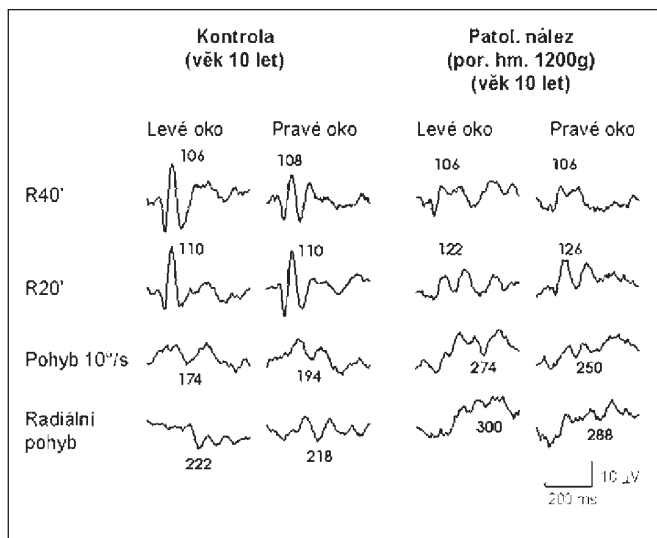 Kontrola
(věk 10 let)
Patol. nález
(por. hm. 1200g)
(věk 10 let)
Levé oko Pravé oko Levé oko Pravé oko
R40' 106 108 106 106
R20' 110 110 122 126
Pohyb 10°/s 174 194 274 250
Radiální
pohyb
222 218 300 288
10 µV
200 ms